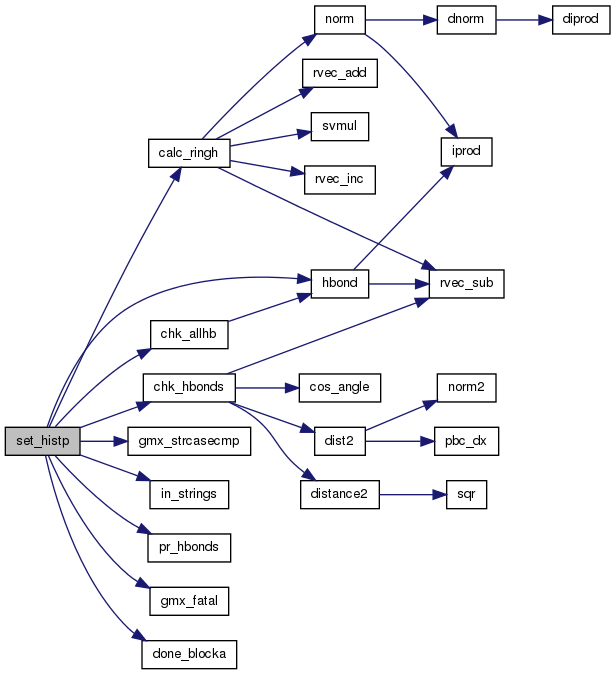 norm
dnorm
diprod
rvec_add
svmul
calc_ringh
iprod
rvec_inc
hbond
rvec_sub
chk_allhb
chk_hbonds
cos_angle
norm2
set_histp
gmx_strcasecmp
dist2
pbc_dx
in_strings
distance2
sqr
pr_hbonds
gmx_fatal
done_blocka